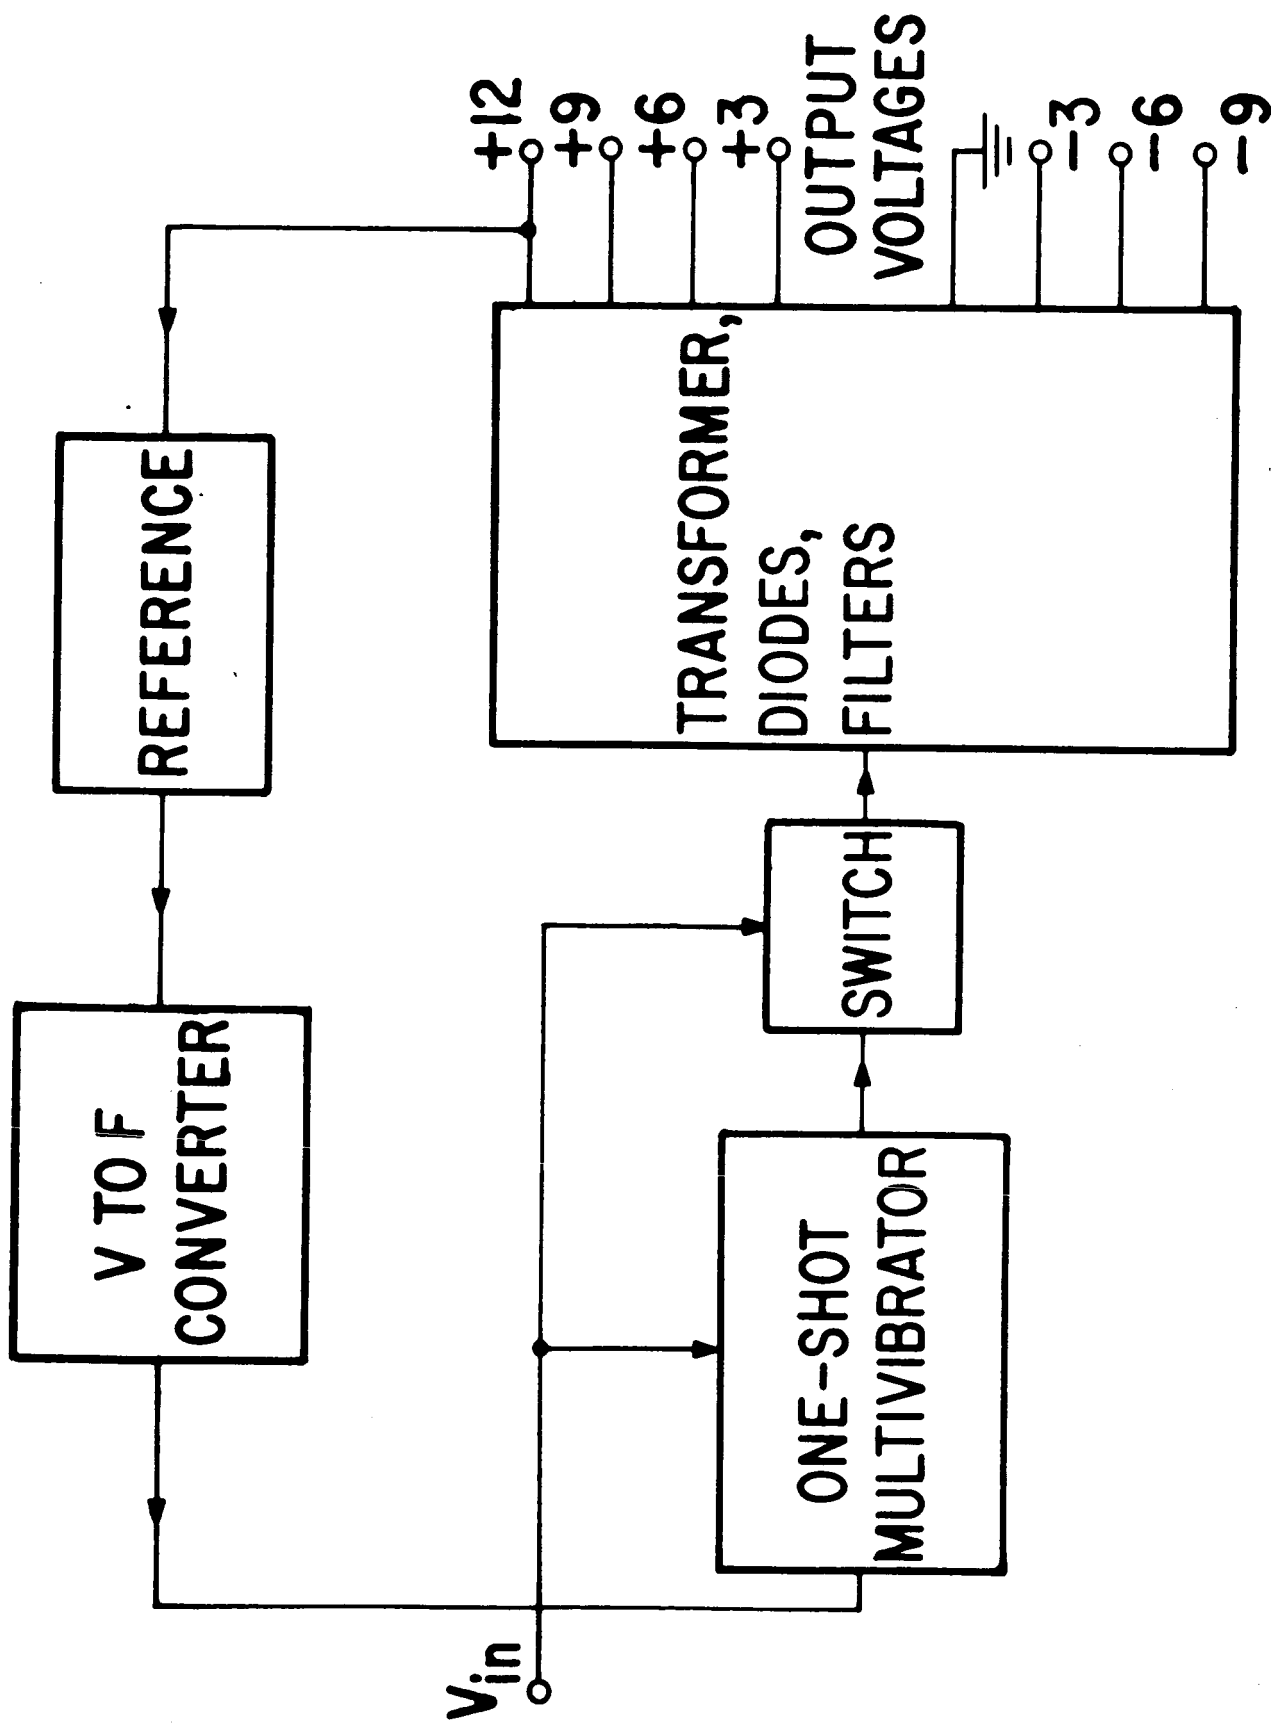 REFERENCE
V TO F
CONVERTER
V_in
ONE-SHOT
MULTIVIBRATOR
SWITCH
TRANSFORMER,
DIODES,
FILTERS
+12
+9
+6
+3
OUTPUT
VOLTAGES
-3
-6
-9